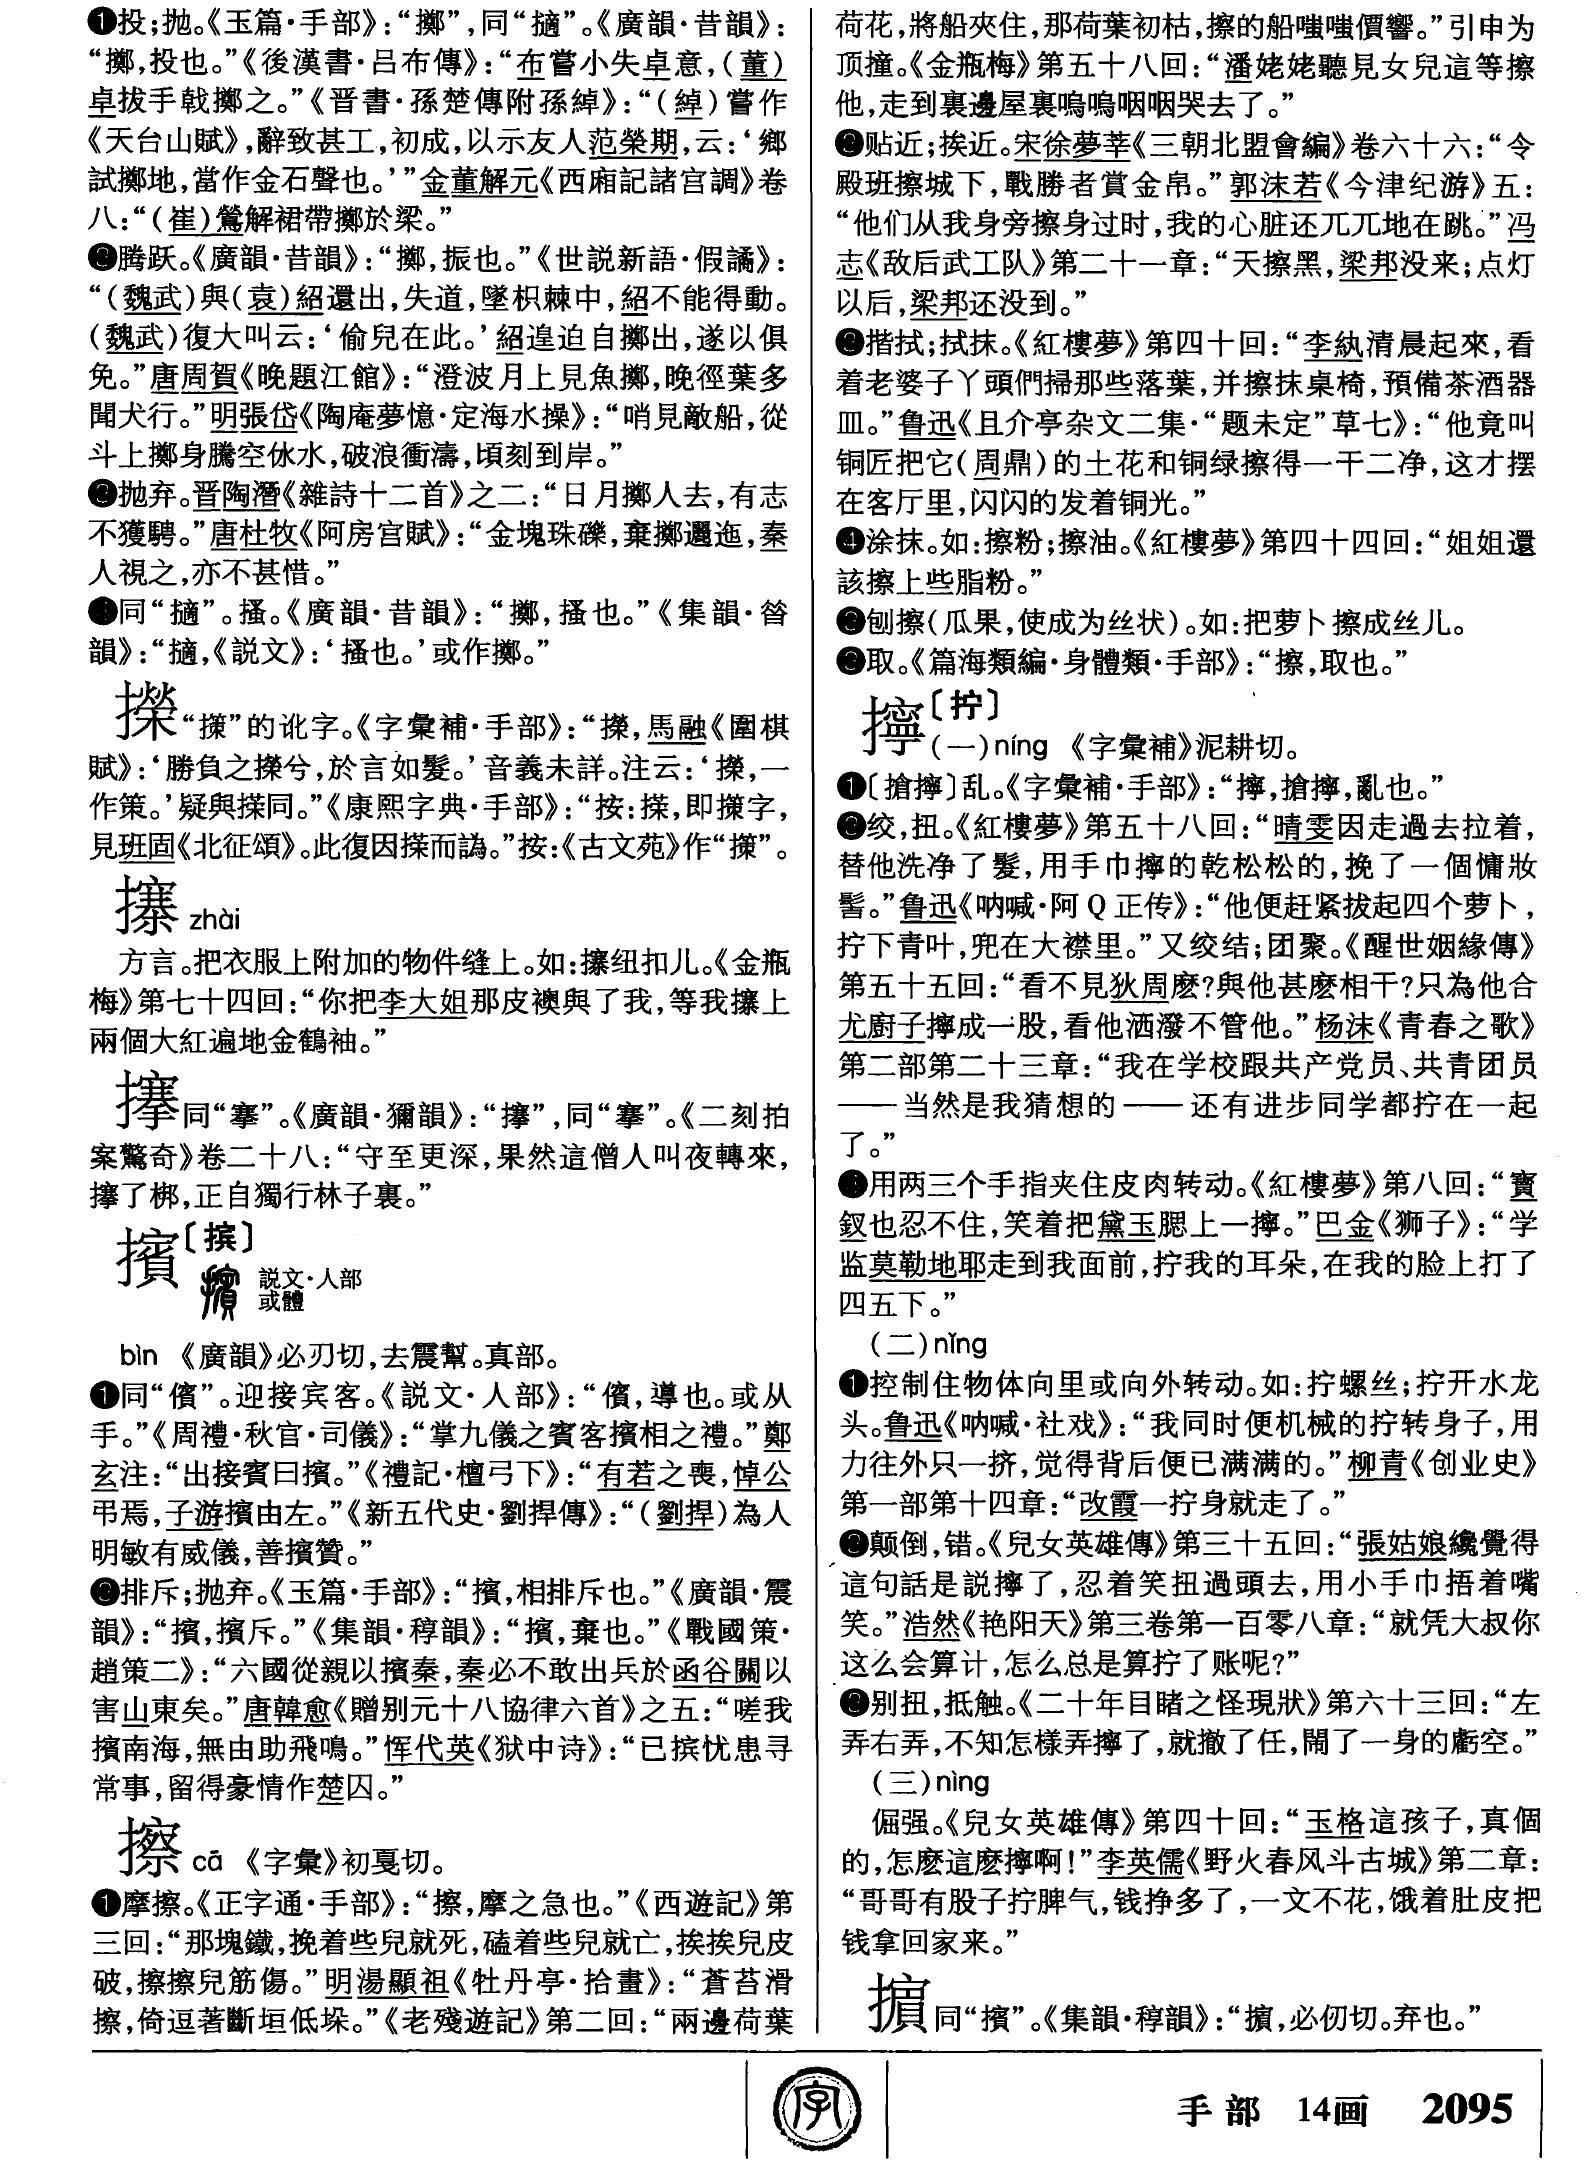 ❶投；抛。《玉篇·手部》：“擲”，同“擿”。《廣韻·昔韻》：
“擲，投也。”《後漢書·吕布傳》：“布嘗小失卓意，（董）
卓拔手戟擲之。”《晋書·孫楚傳附孫綽》：“（綽）嘗作
《天台山賦》，辭致甚工，初成，以示友人范榮期，云：‘鄉
試擲地，當作金石聲也。’”金董解元《西廂記諸宫調》卷
八：“（崔）鶯解裙帶擲於梁。”
❷腾跃。《廣韻·昔韻》：“擲，振也。”《世説新語·假譎》：
“（魏武）與（袁）紹還出，失道，墜枳棘中，紹不能得動。
（魏武）復大叫云：‘偷兒在此。’紹遑迫自擲出，遂以俱
免。”唐周賀《晚題江館》：“澄波月上見魚擲，晚徑葉多
聞犬行。”明張岱《陶庵夢憶·定海水操》：“哨見敵船，從
斗上擲身騰空㳅水，破浪衝濤，頃刻到岸。”
❸抛弃。晋陶潛《雜詩十二首》之二：“日月擲人去，有志
不獲騁。”唐杜牧《阿房宫賦》：“金塊珠礫，棄擲邐迤，秦
人視之，亦不甚惜。”
❹同“擿”。搔。《廣韻·昔韻》：“擲，搔也。”《集韻·昝
韻》：“擿，《説文》：‘搔也。’或作擲。”
“𢵄”的讹字。《字彙補·手部》：“㩱，馬融《圍棋
賦》：‘勝負之㩱兮，於言如髮。’音義未詳。注云：‘㩱，一
作策。’疑與𢱢同。”《康熙字典·手部》：“按：𢱢，即𢵄字，
見班固《北征頌》。此復因𢱢而譌。”按：《古文苑》作“𢵄”。
㩟 zhài
方言。把衣服上附加的物件缝上。如：㩟纽扣儿。《金瓶
梅》第七十四回：“你把李大姐那皮襖與了我，等我㩟上
兩個大紅遍地金鶴袖。”
㩃同“搴”。《廣韻·獮韻》：“㩃”，同“搴”。《二刻拍
案驚奇》卷二十八：“守至更深，果然這僧人叫夜轉來，
㩃了梆，正自獨行林子裏。”
擯〔摈〕
説文·人部
或體
bìn 《廣韻》必刃切，去震幫。真部。
❶同“儐”。迎接宾客。《説文·人部》：“儐，導也。或从
手。”《周禮·秋官·司儀》：“掌九儀之賓客擯相之禮。”鄭
玄注：“出接賓曰擯。”《禮記·檀弓下》：“有若之喪，悼公
弔焉，子游擯由左。”《新五代史·劉捍傳》：“（劉捍）為人
明敏有威儀，善擯贊。”
❷排斥；抛弃。《玉篇·手部》：“擯，相排斥也。”《廣韻·震
韻》：“擯，擯斥。”《集韻·稕韻》：“擯，棄也。”《戰國策·
趙策二》：“六國從親以擯秦，秦必不敢出兵於函谷關以
害山東矣。”唐韓愈《贈别元十八協律六首》之五：“嗟我
擯南海，無由助飛鳴。”恽代英《狱中诗》：“已摈忧患寻
常事，留得豪情作楚囚。”
擦 cā 《字彙》初戛切。
❶摩擦。《正字通·手部》：“擦，摩之急也。”《西遊記》第
三回：“那塊鐵，挽着些兒就死，磕着些兒就亡，挨挨兒皮
破，擦擦兒筋傷。”明湯顯祖《牡丹亭·拾畫》：“蒼苔滑
擦，倚逗著斷垣低垛。”《老殘遊記》第二回：“兩邊荷葉
荷花，將船夾住，那荷葉初枯，擦的船嗤嗤價響。”引申为
顶撞。《金瓶梅》第五十八回：“潘姥姥聽見女兒這等擦
他，走到裏邊屋裏嗚嗚咽咽哭去了。”
❷贴近；挨近。宋徐夢莘《三朝北盟會編》卷六十六：“令
殿班擦城下，戰勝者賞金帛。”郭沫若《今津纪游》五：
“他们从我身旁擦身过时，我的心脏还兀兀地在跳。”冯
志《敌后武工队》第二十一章：“天擦黑，梁邦没来；点灯
以后，梁邦还没到。”
❸揩拭；拭抹。《紅樓夢》第四十回：“李紈清晨起來，看
着老婆子丫頭們掃那些落葉，并擦抹桌椅，預備茶酒器
皿。”鲁迅《且介亭杂文二集·“题未定”草七》：“他竟叫
铜匠把它（周鼎）的土花和铜绿擦得一干二净，这才摆
在客厅里，闪闪的发着铜光。”
❹涂抹。如：擦粉；擦油。《紅樓夢》第四十四回：“姐姐還
該擦上些脂粉。”
❺刨擦（瓜果，使成为丝状）。如：把萝卜擦成丝儿。
❻取。《篇海類編·身體類·手部》：“擦，取也。”
擰〔拧〕
（一）níng 《字彙補》泥耕切。
❶〔搶擰〕乱。《字彙補·手部》：“擰，搶擰，亂也。”
❷绞，扭。《紅樓夢》第五十八回：“晴雯因走過去拉着，
替他洗净了髮，用手巾擰的乾松松的，挽了一個慵妝
髻。”鲁迅《呐喊·阿Q正传》：“他便赶紧拔起四个萝卜，
拧下青叶，兜在大襟里。”又绞结；团聚。《醒世姻緣傳》
第五十五回：“看不見狄周麽？與他甚麽相干？只為他合
尤廚子擰成一股，看他洒潑不管他。”杨沫《青春之歌》
第二部第二十三章：“我在学校跟共产党员、共青团员
——当然是我猜想的——还有进步同学都拧在一起
了。”
❸用两三个手指夹住皮肉转动。《紅樓夢》第八回：“寶
釵也忍不住，笑着把黛玉腮上一擰。”巴金《狮子》：“学
监莫勒地耶走到我面前，拧我的耳朵，在我的脸上打了
四五下。”
（二）nǐng
❶控制住物体向里或向外转动。如：拧螺丝；拧开水龙
头。鲁迅《呐喊·社戏》：“我同时便机械的拧转身子，用
力往外只一挤，觉得背后便已满满的。”柳青《创业史》
第一部第十四章：“改霞一拧身就走了。”
❷颠倒，错。《兒女英雄傳》第三十五回：“張姑娘纔覺得
這句話是説擰了，忍着笑扭過頭去，用小手巾捂着嘴
笑。”浩然《艳阳天》第三卷第一百零八章：“就凭大叔你
这么会算计，怎么总是算拧了账呢？”
❸别扭，抵触。《二十年目睹之怪現狀》第六十三回：“左
弄右弄，不知怎樣弄擰了，就撤了任，鬧了一身的虧空。”
（三）nìng
倔强。《兒女英雄傳》第四十回：“玉格這孩子，真個
的，怎麽這麽擰啊！”李英儒《野火春风斗古城》第二章：
“哥哥有股子拧脾气，钱挣多了，一文不花，饿着肚皮把
钱拿回家来。”
同“擯”。《集韻·稕韻》：“，必仞切。弃也。”
字
手部 14画 2095